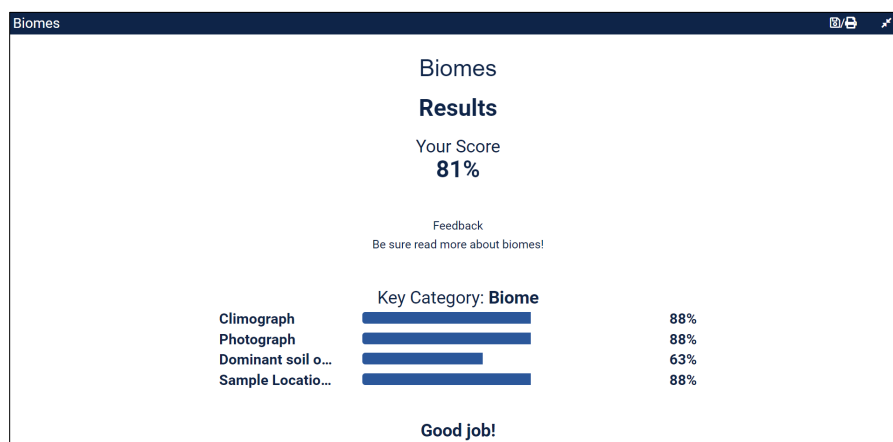 Biomes
Biomes
Results
Your Score
81%
Feedback
Be sure read more about biomes!
Key Category: Biome
Climograph 88%
Photograph 88%
Dominant soil o... 63%
Sample Locatio... 88%
Good job!